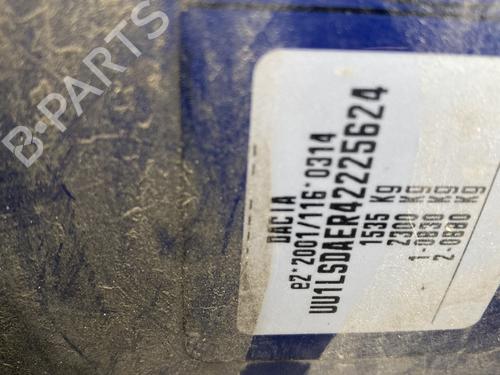 B-PARTS
DACIA
e2*2001/116*0314
UU1LSDAER42225624
1535 Kg
2300 Kg
1-0830 Kg
2-0880 Kg